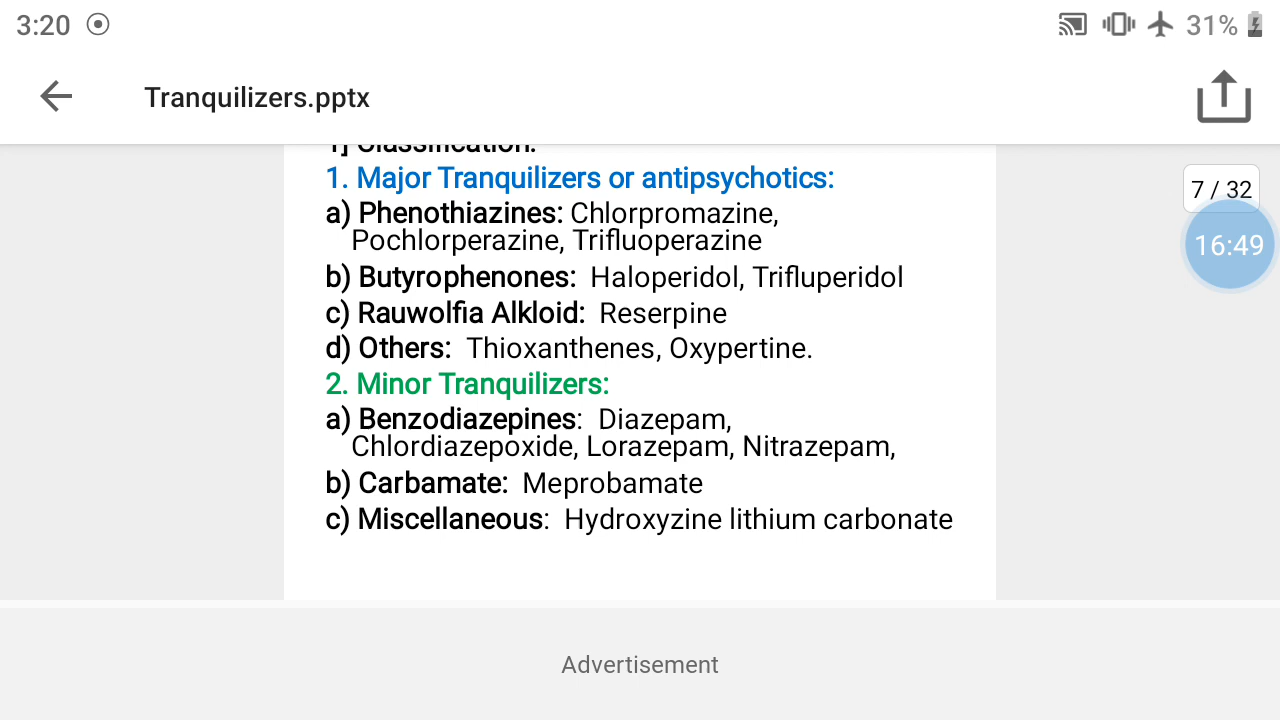 3:20 31%
Tranquilizers.pptx
1] Classification:
1. Major Tranquilizers or antipsychotics:
7 / 32
a) Phenothiazines: Chlorpromazine,
Pochlorperazine, Trifluoperazine
16:49
b) Butyrophenones: Haloperidol, Trifluperidol
c) Rauwolfia Alkloid: Reserpine
d) Others: Thioxanthenes, Oxypertine.
2. Minor Tranquilizers:
a) Benzodiazepines: Diazepam,
Chlordiazepoxide, Lorazepam, Nitrazepam,
b) Carbamate: Meprobamate
c) Miscellaneous: Hydroxyzine lithium carbonate
Advertisement